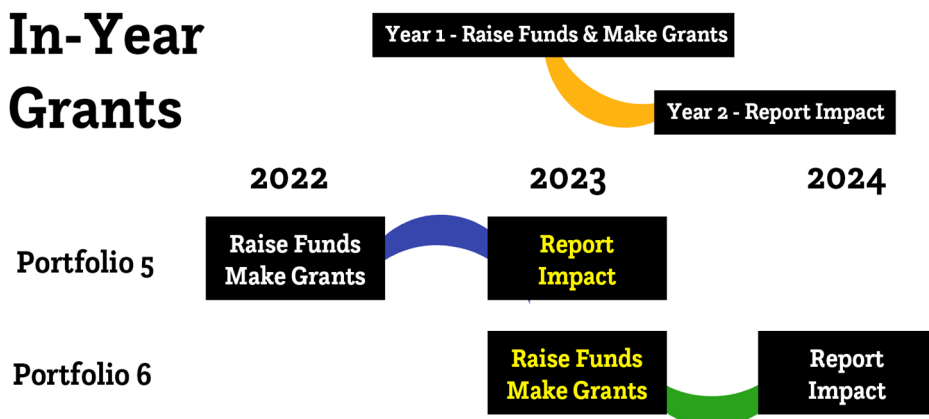 In-Year
Grants
Year 1 - Raise Funds & Make Grants
Year 2 - Report Impact
2022
2023
2024
Portfolio 5
Raise Funds
Make Grants
Report
Impact
Portfolio 6
Raise Funds
Make Grants
Report
Impact